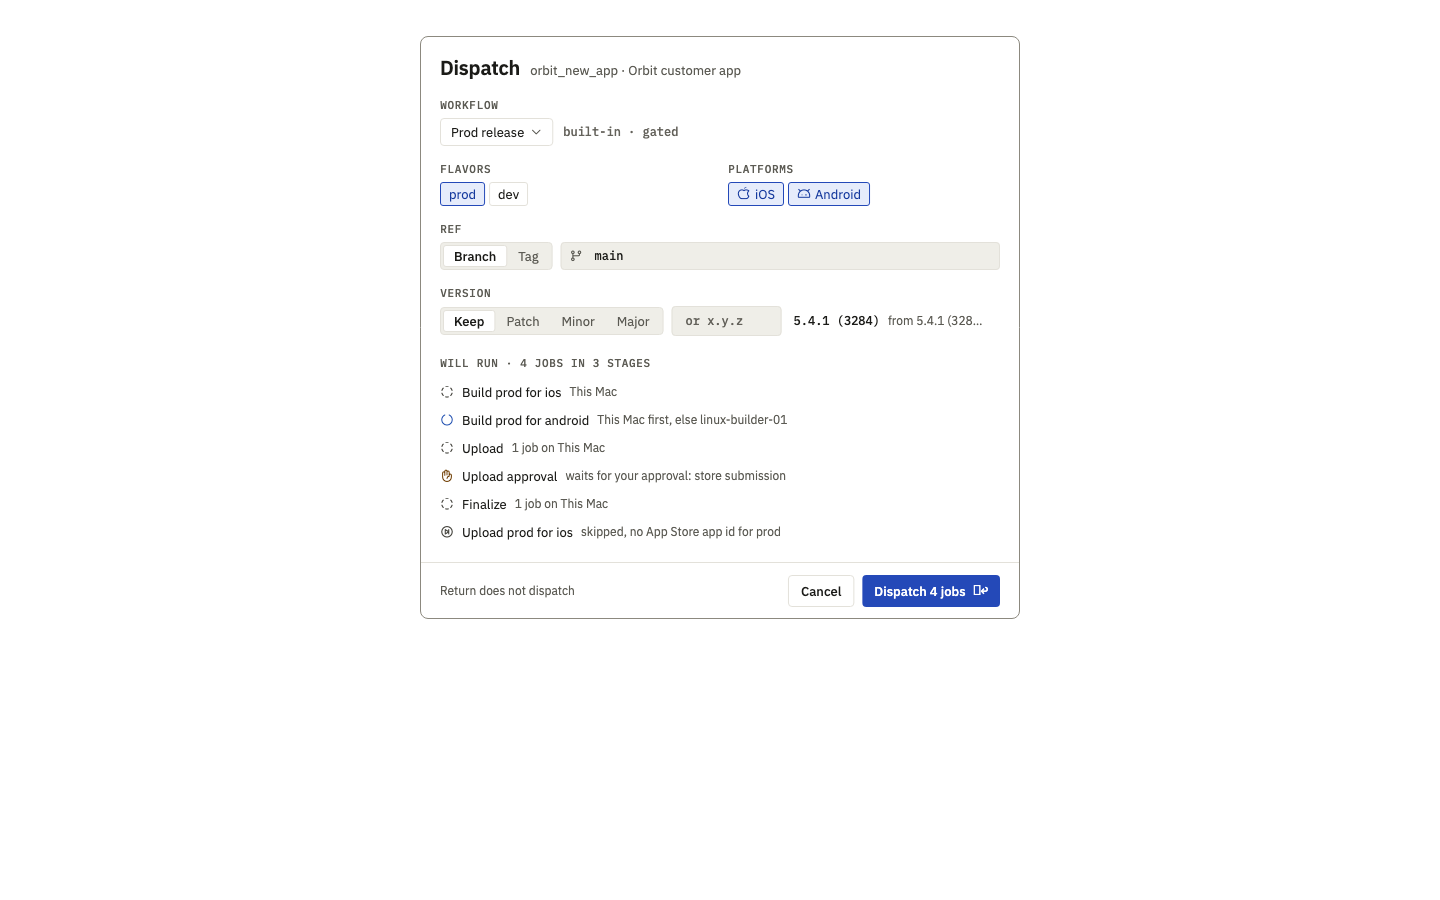 Dispatch orbit_new_app · Orbit customer app
WORKFLOW
Prod release built-in · gated
FLAVORS PLATFORMS
prod dev iOS Android
REF
Branch Tag main
VERSION
Keep Patch Minor Major or x.y.z 5.4.1 (3284) from 5.4.1 (328…
WILL RUN · 4 JOBS IN 3 STAGES
Build prod for ios This Mac
Build prod for android This Mac first, else linux-builder-01
Upload 1 job on This Mac
Upload approval waits for your approval: store submission
Finalize 1 job on This Mac
Upload prod for ios skipped, no App Store app id for prod
Return does not dispatch Cancel Dispatch 4 jobs